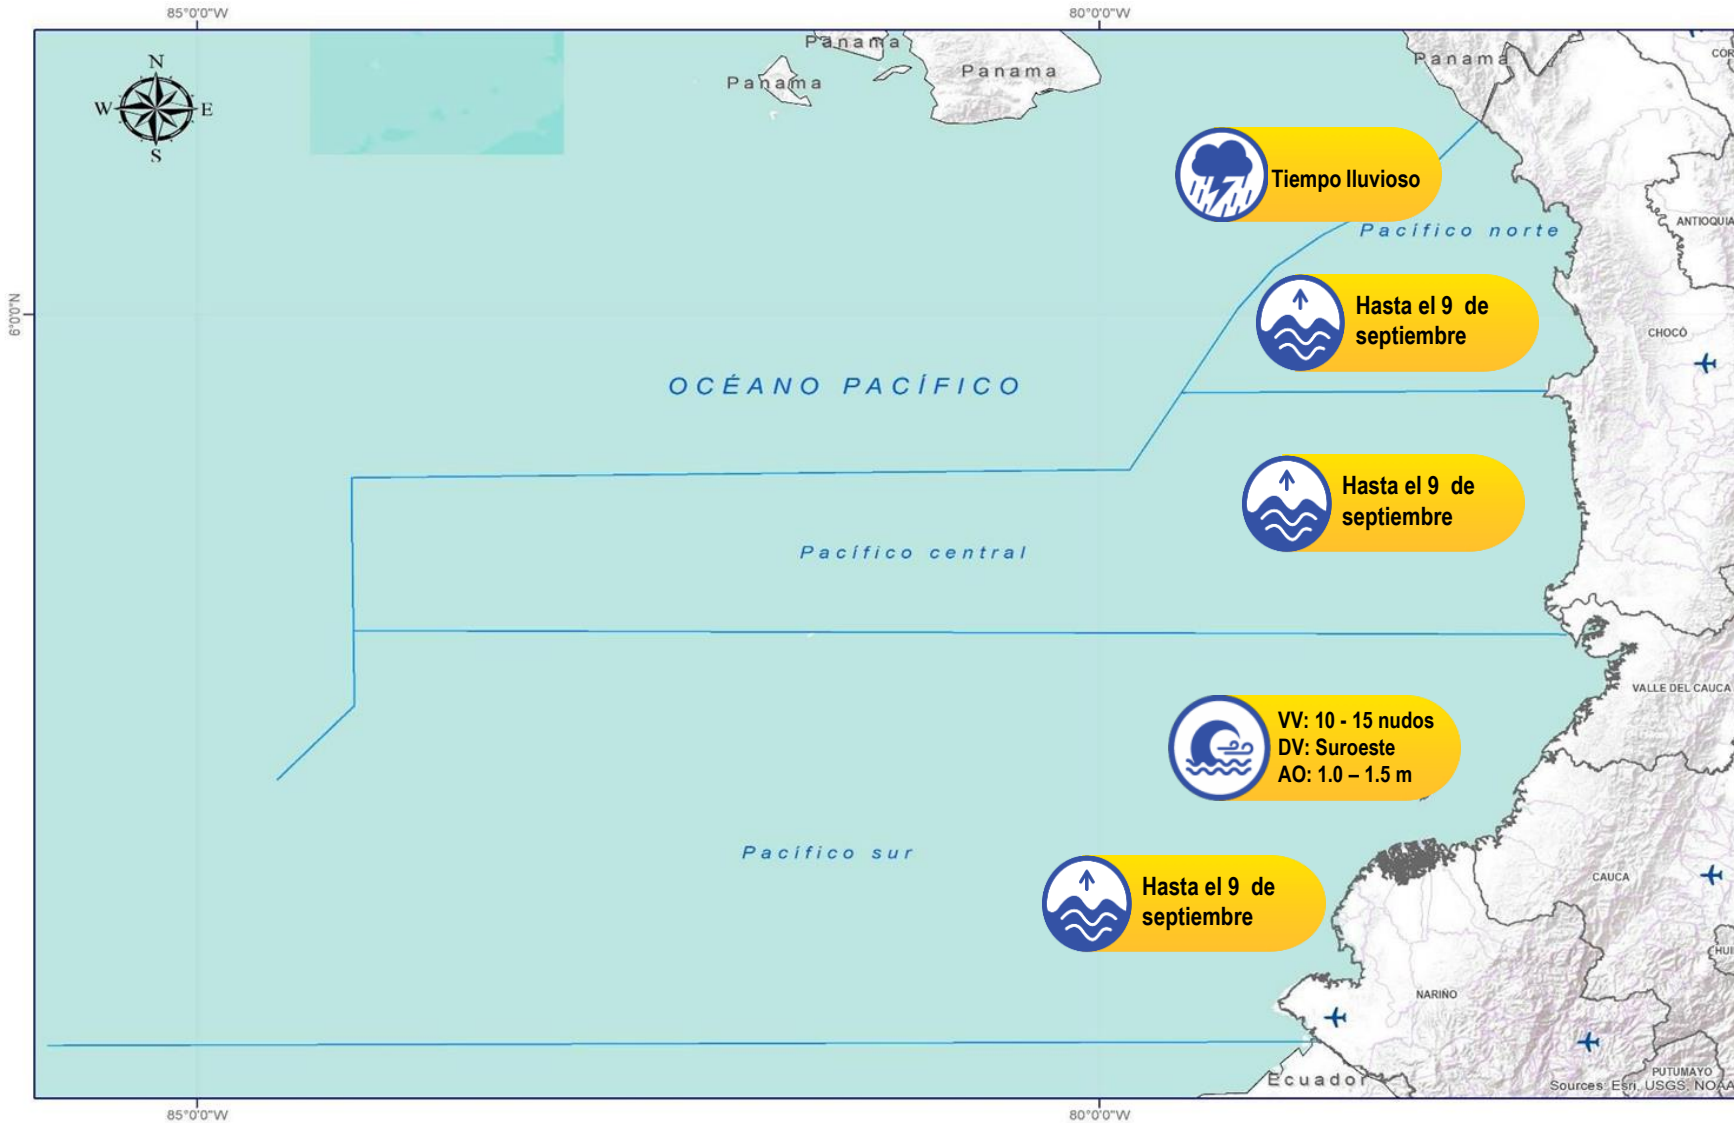 85°0'0"W
80°0'0"W
N
W
E
S
Panama
Panama
Panama
Panama
CÓR
Tiempo lluvioso
ANTIOQUIA
Pacífico norte
6°0'0"N
Hasta el 9 de
septiembre
CHOCÓ
OCÉANO PACÍFICO
Hasta el 9 de
septiembre
Pacífico central
VALLE DEL CAUCA
VV: 10 - 15 nudos
DV: Suroeste
AO: 1.0 – 1.5 m
Pacífico sur
CAUCA
Hasta el 9 de
septiembre
HUI
NARIÑO
Ecuador
PUTUMAYO
Sources: Esri, USGS, NOAA
85°0'0"W
80°0'0"W